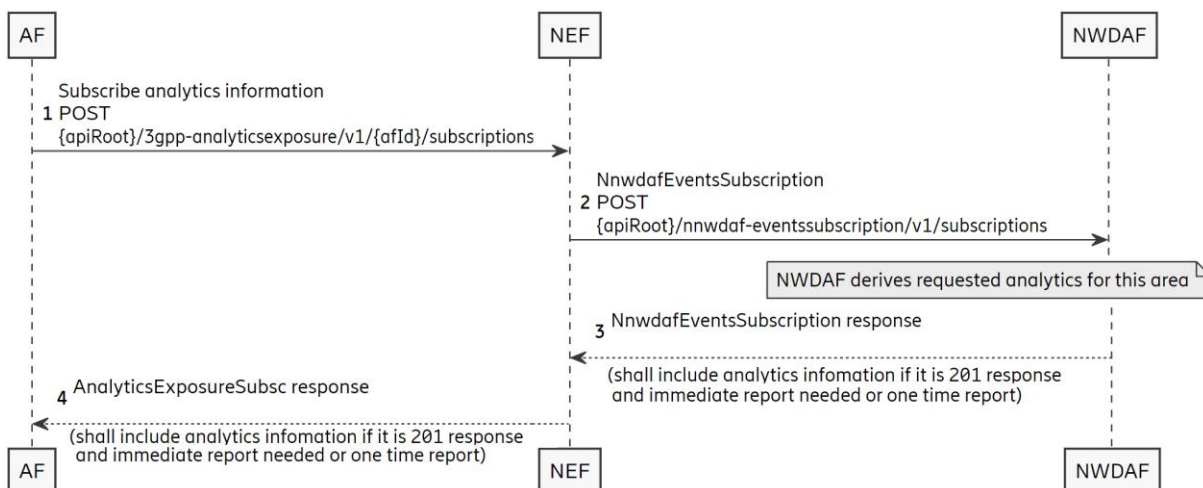 AF
NEF
NWDAF
Subscribe analytics information
1 POST
{apiRoot}/3gpp-analyticsexposure/v1/{afId}/subscriptions
NnwdafEventsSubscription
2 POST
{apiRoot}/nnwdaf-eventssubscription/v1/subscriptions
NWDAF derives requested analytics for this area
3 NnwdafEventsSubscription response
(shall include analytics infomation if it is 201 response
and immediate report needed or one time report)
4 AnalyticsExposureSubsc response
(shall include analytics infomation if it is 201 response
and immediate report needed or one time report)
AF
NEF
NWDAF